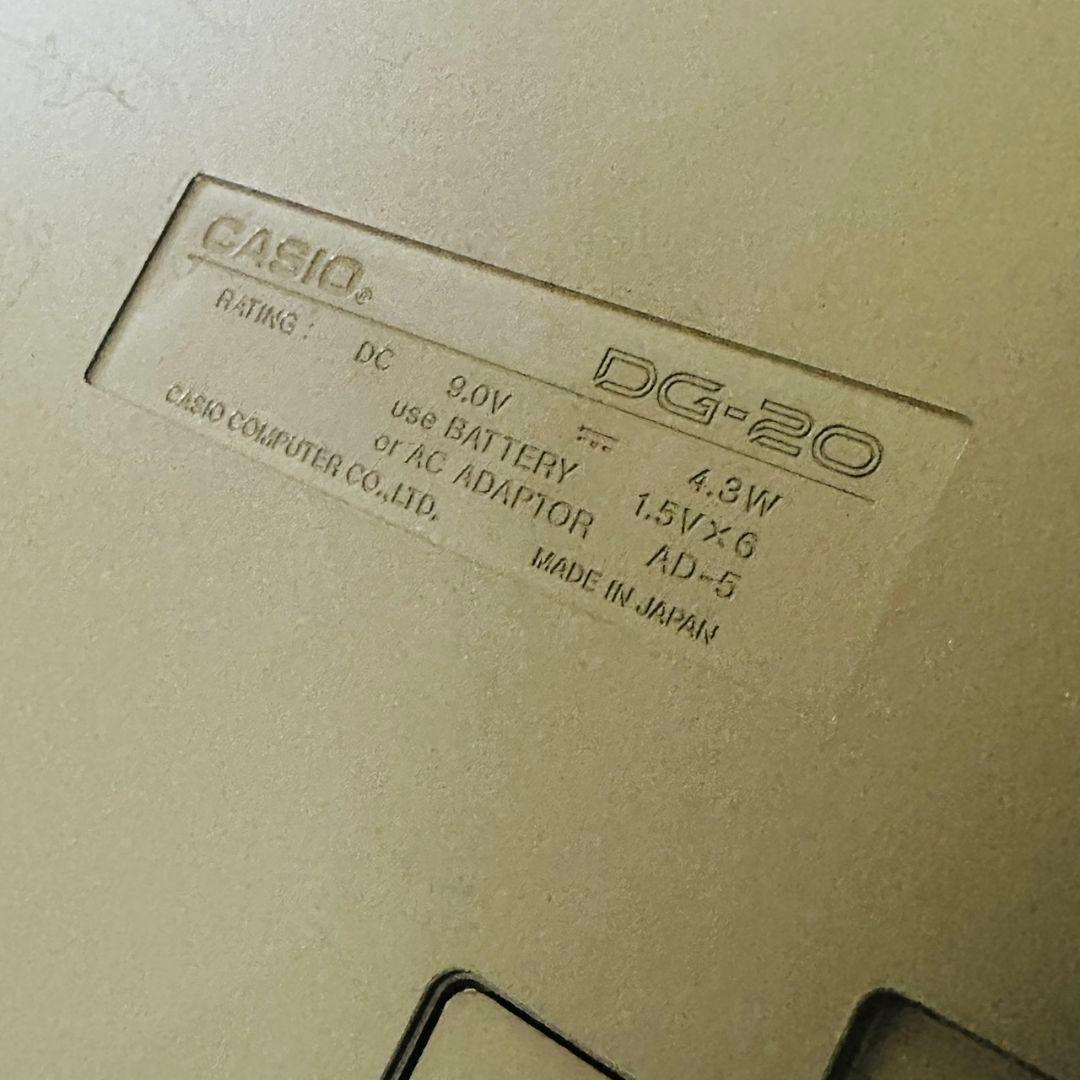 CASIO®
DG-20
RATING : DC 9.0V ⎓ 4.3W
use BATTERY 1.5V×6
or AC ADAPTOR AD-5
CASIO COMPUTER CO.,LTD. MADE IN JAPAN